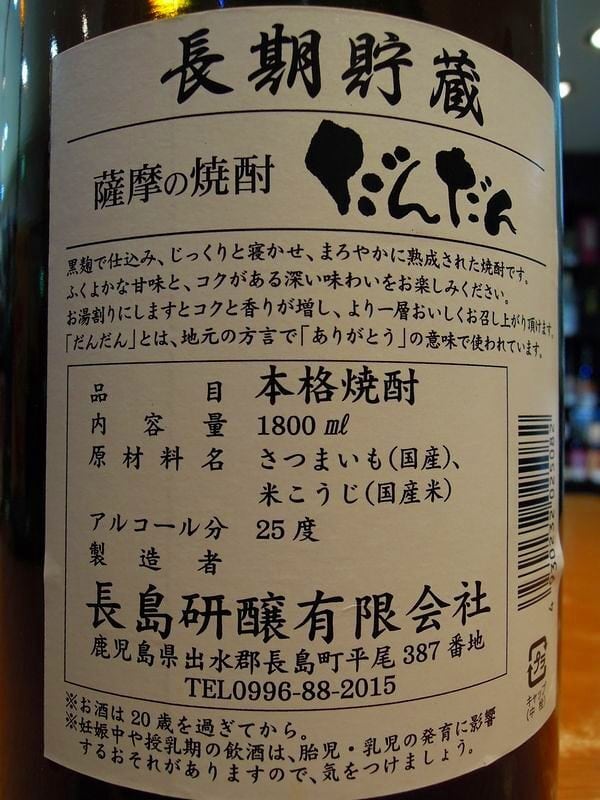 長期貯蔵
薩摩の焼酎 だんだん
黒麹で仕込み、じっくりと寝かせ、まろやかに熟成された焼酎です。
ふくよかな甘味と、コクがある深い味わいをお楽しみください。
お湯割りにしますとコクと香りが増し、より一層おいしくお召し上がり頂けます。
「だんだん」とは、地元の方言で「ありがとう」の意味で使われています。
品目 本格焼酎
内容量 1800㎖
原材料名 さつまいも(国産)、
米こうじ(国産米)
アルコール分 25度
製造者
長島研醸有限会社
鹿児島県出水郡長島町平尾387番地
TEL0996-88-2015
※お酒は20歳を過ぎてから。
※妊娠中や授乳期の飲酒は、胎児・乳児の発育に影響
するおそれがありますので、気をつけましょう。
4 930232 025082
プラ